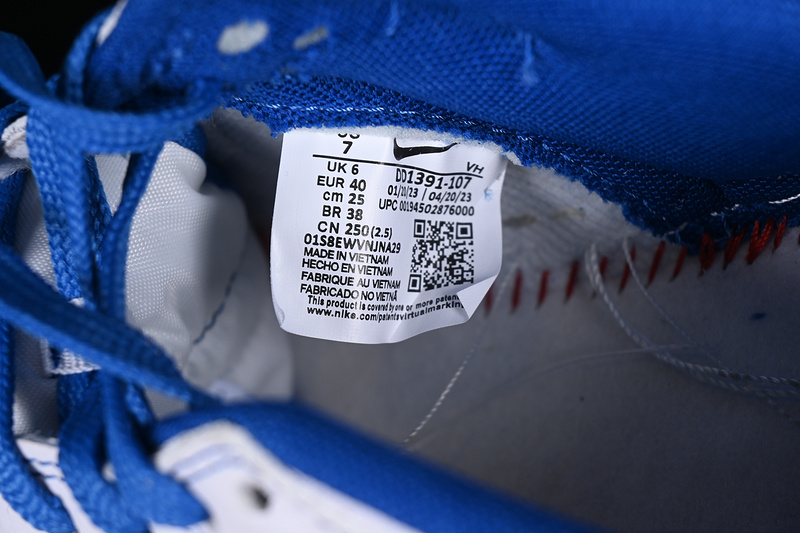 7
UK 6
EUR 40
cm 25
BR 38
CN 250(2.5)
01S8EWVNJNA29
VH
DD1391-107
01/10/23 / 04/20/23
UPC 00194502876000
MADE IN VIETNAM
HECHO EN VIETNAM
FABRIQUE AU VIETNAM
FABRICADO NO VIETNÃ
This product is covered by one or more patents
www.nike.com/patentsvirtualmarkin